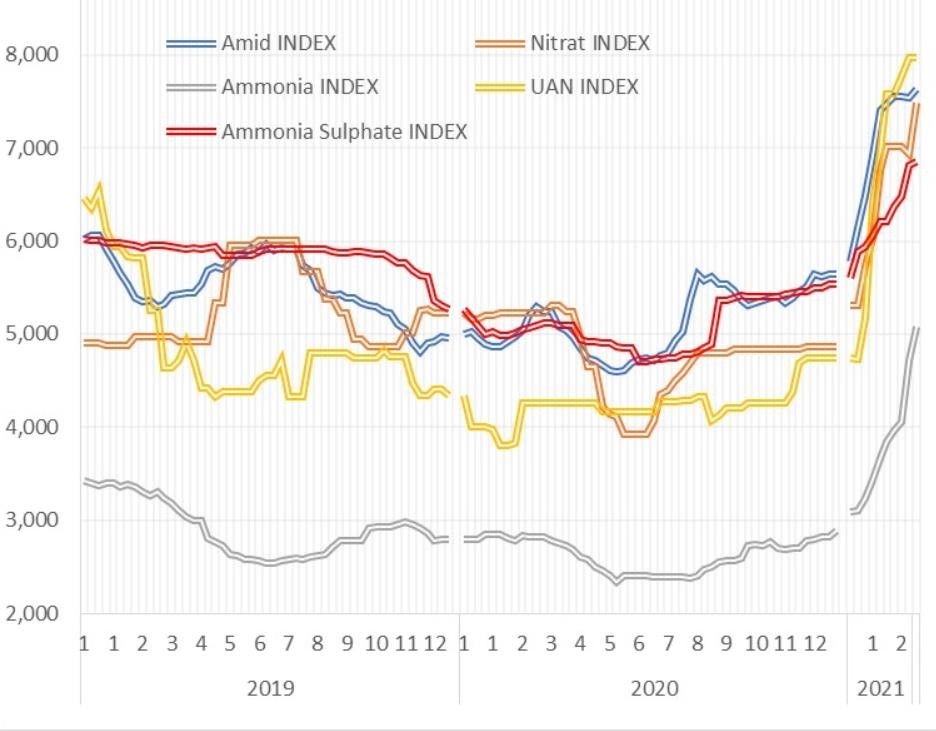 Amid INDEX Nitrat INDEX
Ammonia INDEX UAN INDEX
Ammonia Sulphate INDEX
8,000
7,000
6,000
5,000
4,000
3,000
2,000
1 1 2 3 4 5 6 7 8 9 10 11 12 1 1 2 3 4 5 6 7 8 9 10 11 12 1 2
2019 2020 2021